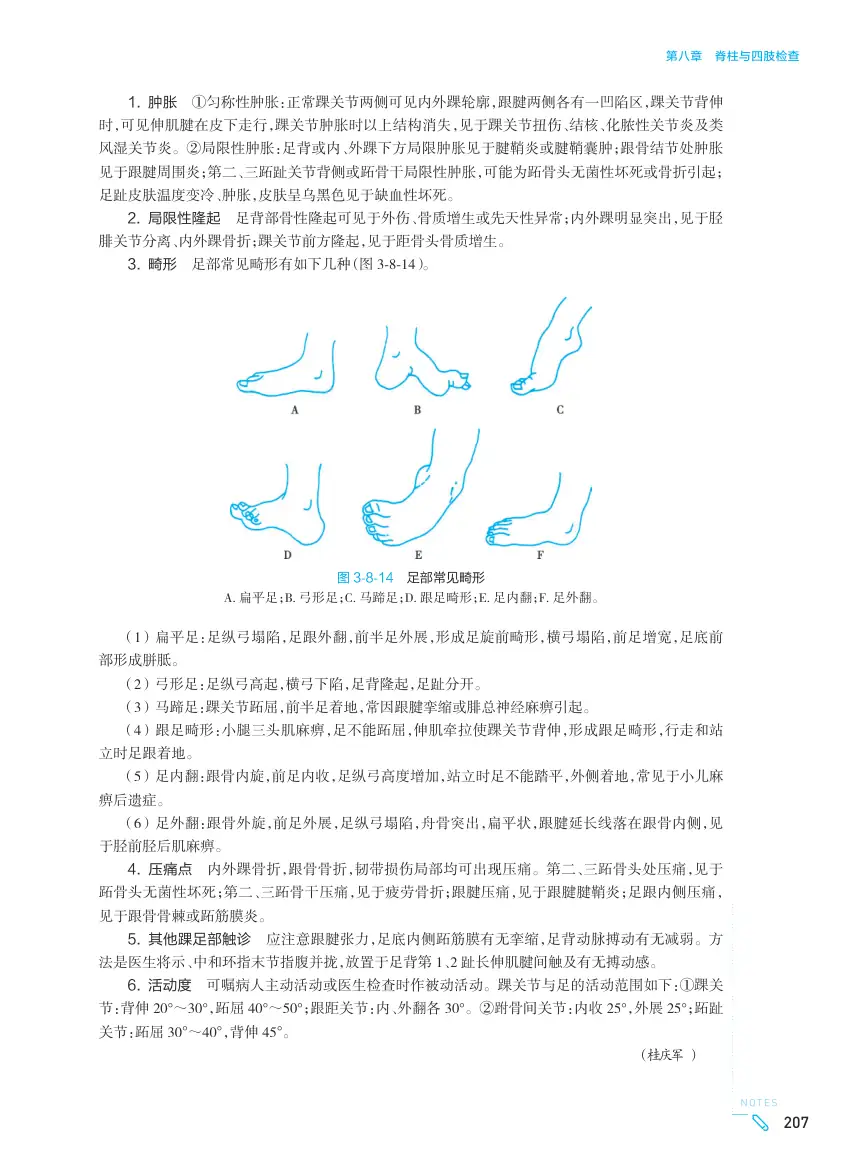 第八章 脊柱与四肢检查
1. 肿胀 ①匀称性肿胀:正常踝关节两侧可见内外踝轮廓,跟腱两侧各有一凹陷区,踝关节背伸
时,可见伸肌腱在皮下走行,踝关节肿胀时以上结构消失,见于踝关节扭伤、结核、化脓性关节炎及类
风湿关节炎。②局限性肿胀:足背或内、外踝下方局限肿胀见于腱鞘炎或腱鞘囊肿;跟骨结节处肿胀
见于跟腱周围炎;第二、三跖趾关节背侧或跖骨干局限性肿胀,可能为跖骨头无菌性坏死或骨折引起;
足趾皮肤温度变冷、肿胀,皮肤呈乌黑色见于缺血性坏死。
2. 局限性隆起 足背部骨性隆起可见于外伤、骨质增生或先天性异常;内外踝明显突出,见于胫
腓关节分离、内外踝骨折;踝关节前方隆起,见于距骨头骨质增生。
3. 畸形 足部常见畸形有如下几种(图 3-8-14)。
A B C
D E F
图 3-8-14 足部常见畸形
A. 扁平足;B. 弓形足;C. 马蹄足;D. 跟足畸形;E. 足内翻;F. 足外翻。
(1)扁平足:足纵弓塌陷,足跟外翻,前半足外展,形成足旋前畸形,横弓塌陷,前足增宽,足底前
部形成胼胝。
(2)弓形足:足纵弓高起,横弓下陷,足背隆起,足趾分开。
(3)马蹄足:踝关节跖屈,前半足着地,常因跟腱挛缩或腓总神经麻痹引起。
(4)跟足畸形:小腿三头肌麻痹,足不能跖屈,伸肌牵拉使踝关节背伸,形成跟足畸形,行走和站
立时足跟着地。
(5)足内翻:跟骨内旋,前足内收,足纵弓高度增加,站立时足不能踏平,外侧着地,常见于小儿麻
痹后遗症。
(6)足外翻:跟骨外旋,前足外展,足纵弓塌陷,舟骨突出,扁平状,跟腱延长线落在跟骨内侧,见
于胫前胫后肌麻痹。
4. 压痛点 内外踝骨折,跟骨骨折,韧带损伤局部均可出现压痛。第二、三跖骨头处压痛,见于
跖骨头无菌性坏死;第二、三跖骨干压痛,见于疲劳骨折;跟腱压痛,见于跟腱腱鞘炎;足跟内侧压痛,
见于跟骨骨棘或跖筋膜炎。
5. 其他踝足部触诊 应注意跟腱张力,足底内侧跖筋膜有无挛缩,足背动脉搏动有无减弱。方
法是医生将示、中和环指末节指腹并拢,放置于足背第 1、2 趾长伸肌腱间触及有无搏动感。
6. 活动度 可嘱病人主动活动或医生检查时作被动活动。踝关节与足的活动范围如下:①踝关
节:背伸 20°~30°,跖屈 40°~50°;跟距关节:内、外翻各 30°。②跗骨间关节:内收 25°,外展 25°;跖趾
关节:跖屈 30°~40°,背伸 45°。
(桂庆军 )
NOTES
207